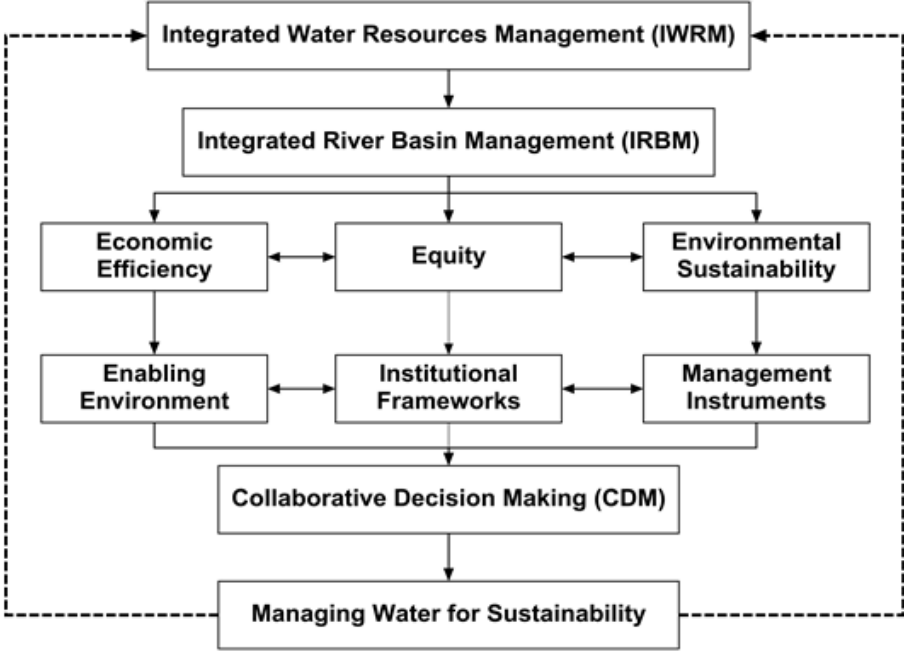 Integrated Water Resources Management (IWRM)
Integrated River Basin Management (IRBM)
Economic
Efficiency
Equity
Environmental
Sustainability
Enabling
Environment
Institutional
Frameworks
Management
Instruments
Collaborative Decision Making (CDM)
Managing Water for Sustainability